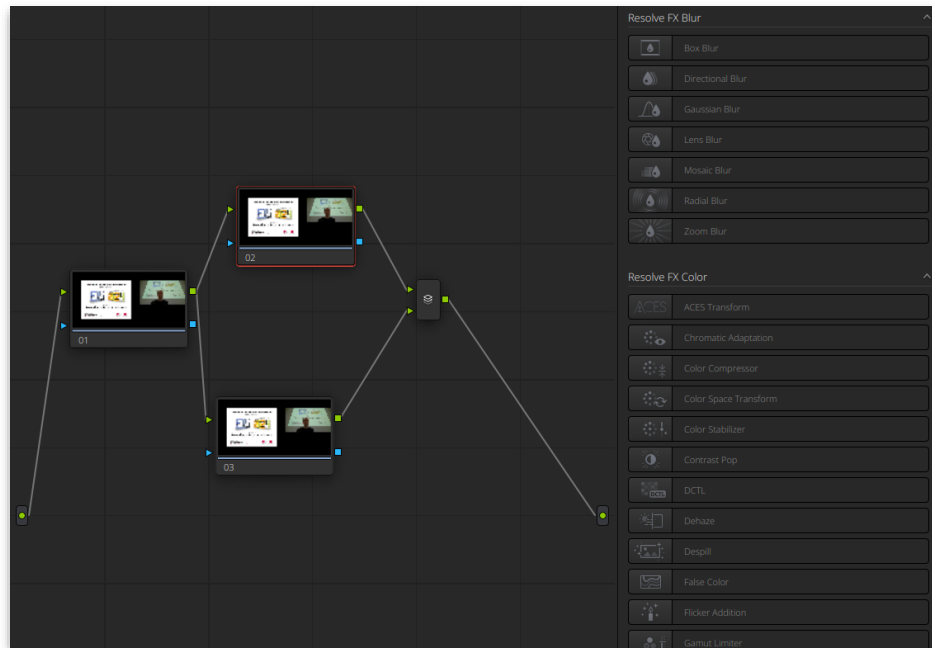 Resolve FX Blur
Box Blur
Directional Blur
Gaussian Blur
Lens Blur
Mosaic Blur
Radial Blur
Zoom Blur
02
Resolve FX Color
ACES
ACES Transform
01
Chromatic Adaptation
Color Compressor
Color Space Transform
Color Stabilizer
03
Contrast Pop
DCTL
DCTL
Dehaze
Despill
False Color
Flicker Addition
Gamut Limiter